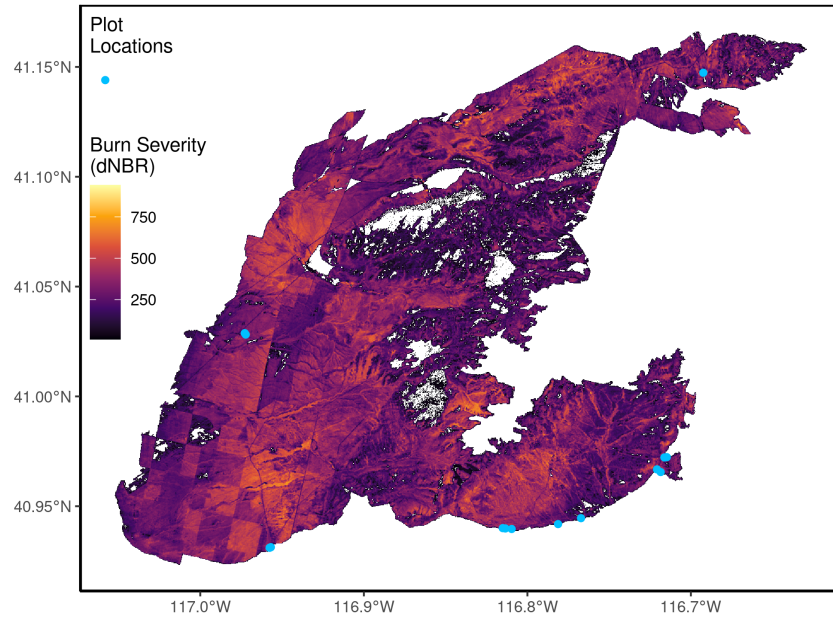 Plot
Locations
Burn Severity
(dNBR)
750
500
250
41.15°N
41.10°N
41.05°N
41.00°N
40.95°N
117.0°W
116.9°W
116.8°W
116.7°W